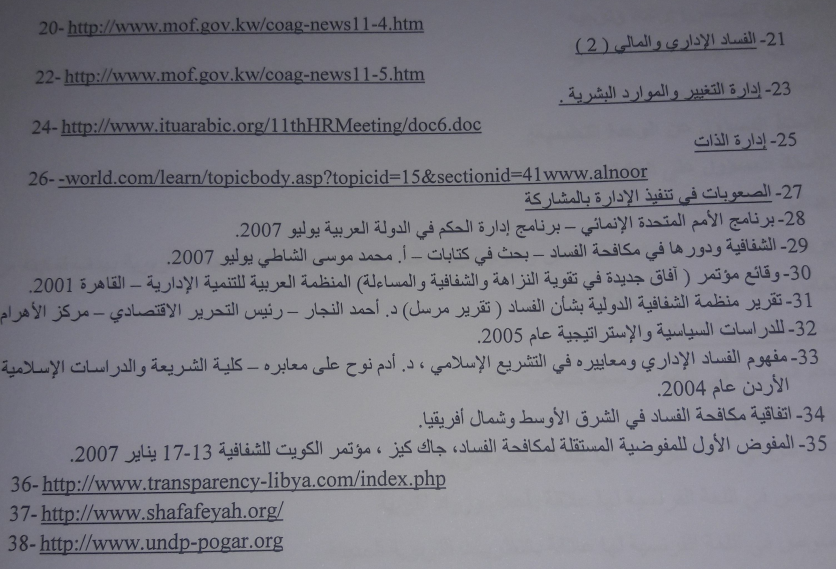 20- http://www.mof.gov.kw/coag-news11-4.htm
21- الفساد الإداري والمالي ( 2 )
22- http://www.mof.gov.kw/coag-news11-5.htm
23- إدارة التغيير والموارد البشرية .
24- http://www.ituarabic.org/11thHRMeeting/doc6.doc
25- إدارة الذات
26- -world.com/learn/topicbody.asp?topicid=15&sectionid=41www.alnoor
27- الصعوبات في تنفيذ الإدارة بالمشاركة
28- برنامج الأمم المتحدة الإنمائي – برنامج إدارة الحكم في الدولة العربية يوليو 2007.
29- الشفافية ودورها في مكافحة الفساد – بحث في كتابات – أ. محمد موسى الشاطي يوليو 2007.
30- وقائع مؤتمر ( آفاق جديدة في تقوية النزاهة والشفافية والمساءلة) المنظمة العربية للتنمية الإدارية – القاهرة 2001.
31- تقرير منظمة الشفافية الدولية بشأن الفساد ( تقرير مرسل) د. أحمد النجار – رئيس التحرير الاقتصادي – مركز الأهرام
32- للدراسات السياسية والإستراتيجية عام 2005.
33- مفهوم الفساد الإداري ومعاييره في التشريع الإسلامي ، د. أدم نوح على معابره – كلية الشريعة والدراسات الإسلامية
الأردن عام 2004.
34- اتفاقية مكافحة الفساد في الشرق الأوسط وشمال أفريقيا.
35- المفوض الأول للمفوضية المستقلة لمكافحة الفساد، جاك كيز ، مؤتمر الكويت للشفافية 13-17 يناير 2007.
36- http://www.transparency-libya.com/index.php
37- http://www.shafafeyah.org/
38- http://www.undp-pogar.org